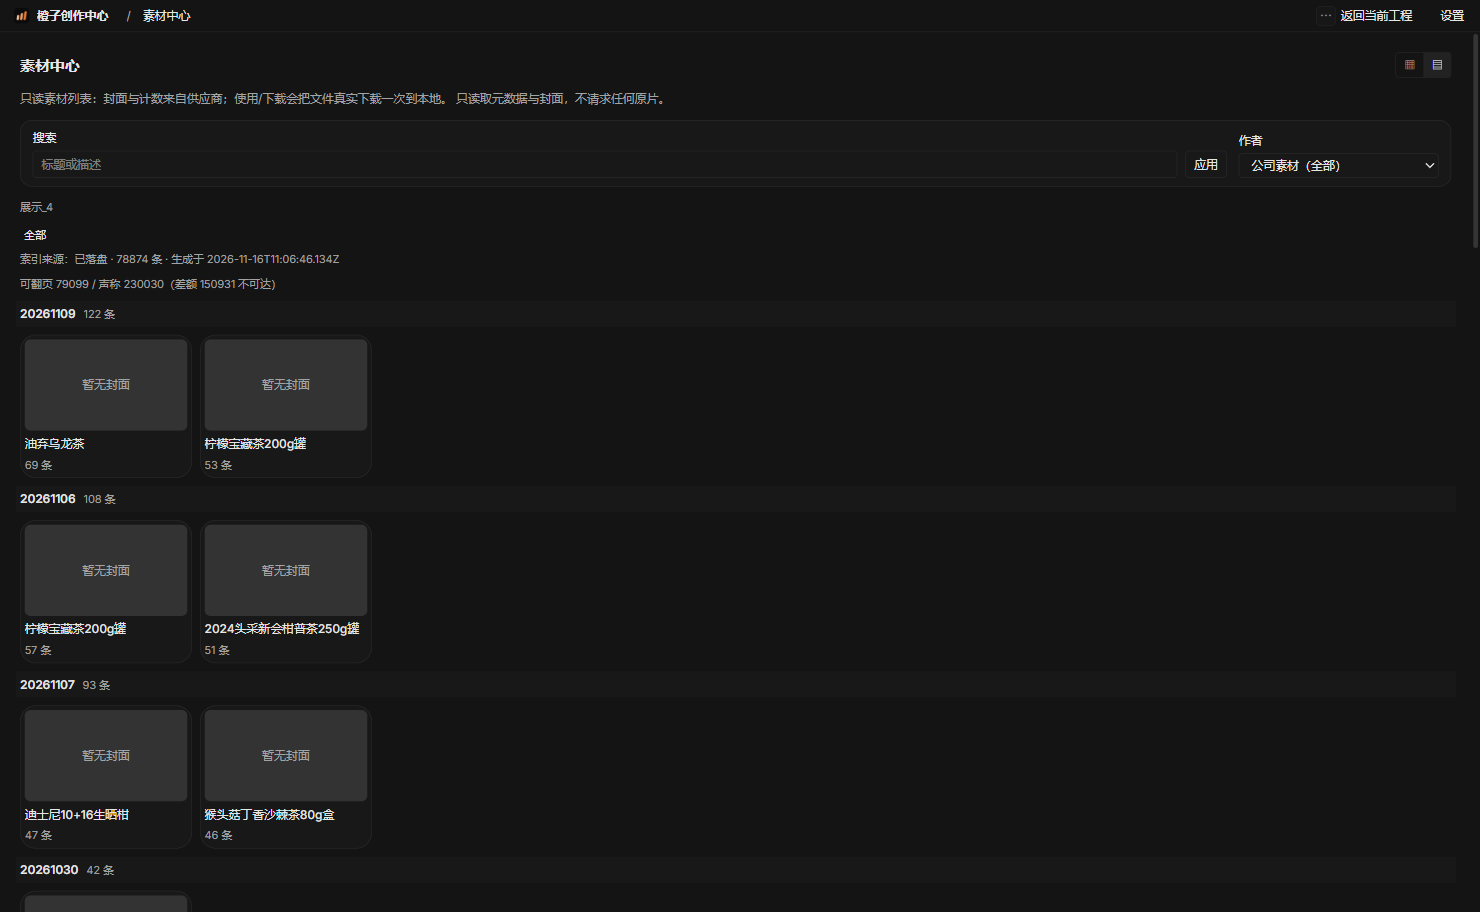 橙子创作中心 / 素材中心
··· 返回当前工程 设置
素材中心
只读素材列表：封面与计数来自供应商；使用/下载会把文件真实下载一次到本地。 只读取元数据与封面，不请求任何原片。
搜索
作者
标题或描述
应用
公司素材（全部）
展示_4
全部
索引来源：已落盘 · 78874 条 · 生成于 2026-11-16T11:06:46.134Z
可翻页 79099 / 声称 230030（差额 150931 不可达）
20261109 122 条
暂无封面
暂无封面
油弃乌龙茶
柠檬宝藏茶200g罐
69 条
53 条
20261106 108 条
暂无封面
暂无封面
柠檬宝藏茶200g罐
2024头采新会柑普茶250g罐
57 条
51 条
20261107 93 条
暂无封面
暂无封面
迪士尼10+16生晒柑
猴头菇丁香沙棘茶80g盒
47 条
46 条
20261030 42 条